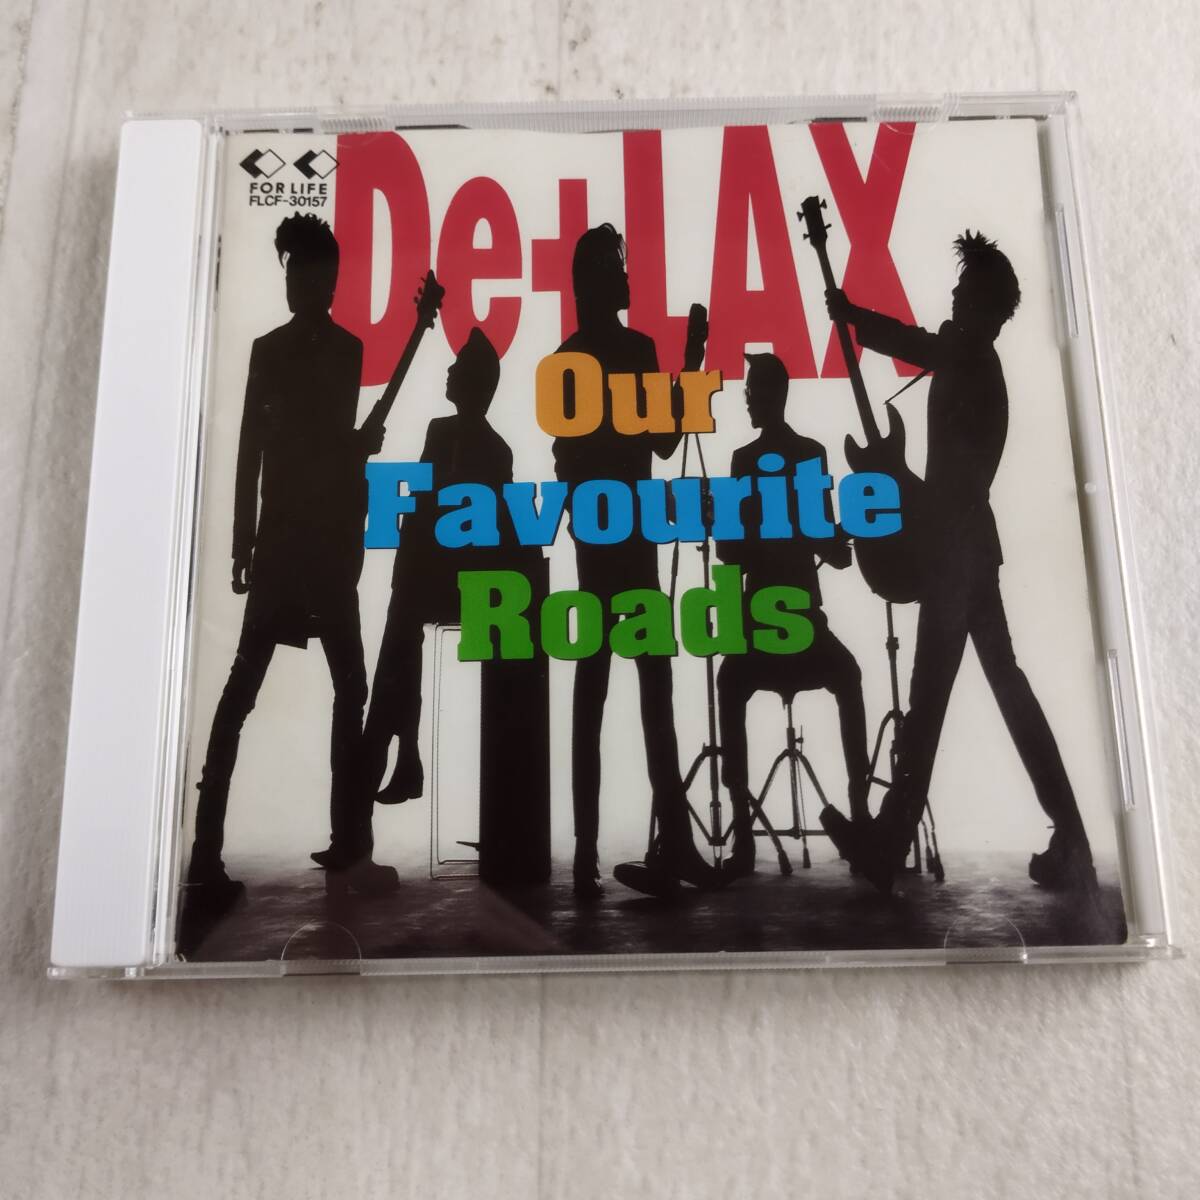 FOR LIFE
FLCF-30157
De+LAX
Our
Favourite
Roads